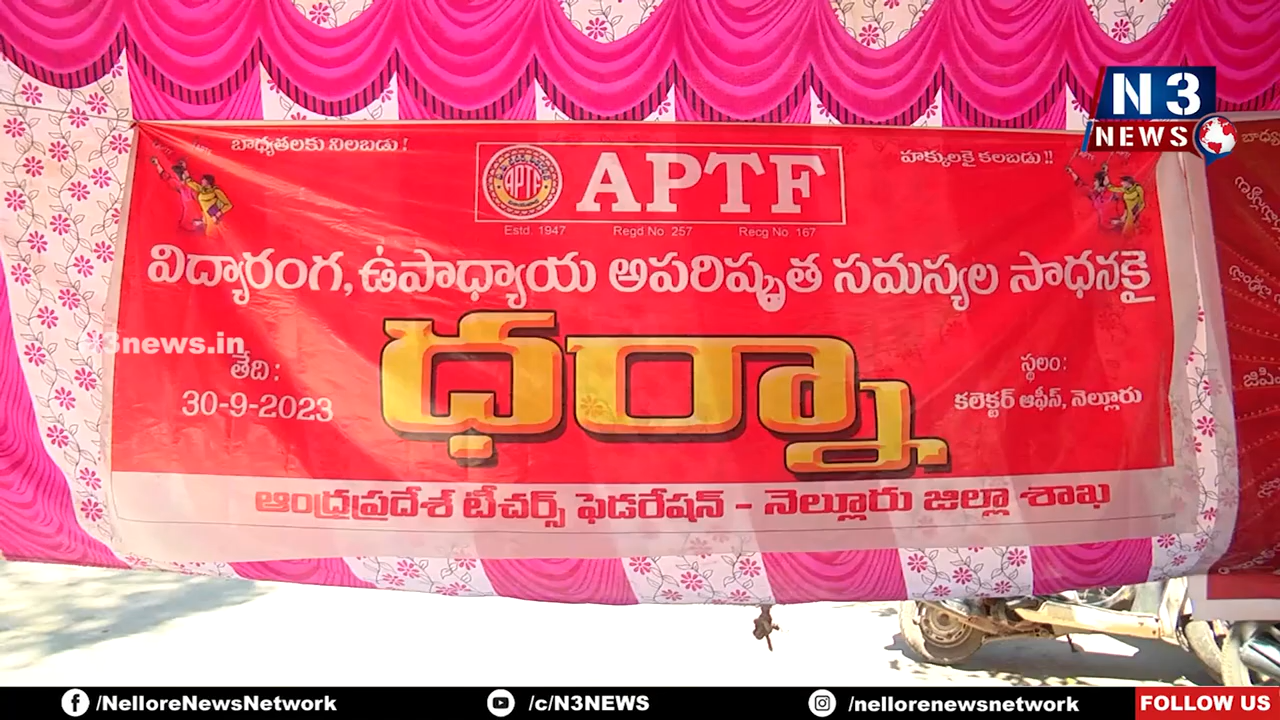 N3
NEWS
బాధ్యతలకు నిలబడు !
APTF
హక్కులకై కలబడు !!
Estd. 1947 Regd No. 257 Recg No. 167
విద్యారంగ, ఉపాధ్యాయ అపరిష్కృత సమస్యల సాధనకై
n3news.in
ధర్నా
తేది :
30-9-2023
స్థలం :
కలెక్టర్ ఆఫీస్, నెల్లూరు
ఆంధ్రప్రదేశ్ టీచర్స్ ఫెడరేషన్ - నెల్లూరు జిల్లా శాఖ
/NelloreNewsNetwork /c/N3NEWS /nellorenewsnetwork FOLLOW US